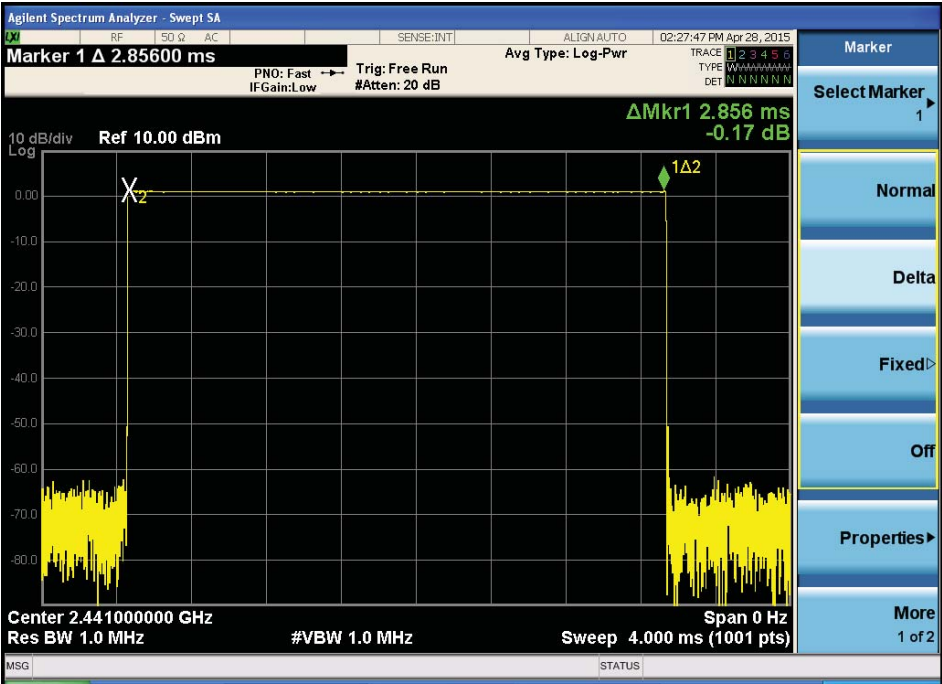 Agilent Spectrum Analyzer - Swept SA
LXI RF 50 Ω AC SENSE:INT ALIGN AUTO 02:27:47 PM Apr 28, 2015
Marker 1 Δ 2.85600 ms
PNO: Fast
IFGain:Low
Trig: Free Run
#Atten: 20 dB
Avg Type: Log-Pwr
TRACE 1 2 3 4 5 6
TYPE WWWWWW
DET N N N N N N
ΔMkr1 2.856 ms
-0.17 dB
10 dB/div Ref 10.00 dBm
Log
1Δ2
X2
0.00
-10.0
-20.0
-30.0
-40.0
-50.0
-60.0
-70.0
-80.0
Center 2.441000000 GHz Span 0 Hz
Res BW 1.0 MHz #VBW 1.0 MHz Sweep 4.000 ms (1001 pts)
MSG STATUS
Marker
Select Marker
1
Normal
Delta
Fixed
Off
Properties
More
1 of 2